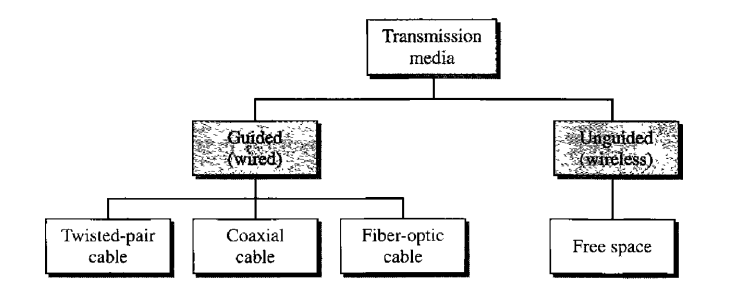 Transmission
media
Guided
(wired)
Unguided
(wireless)
Twisted-pair
cable
Coaxial
cable
Fiber-optic
cable
Free space